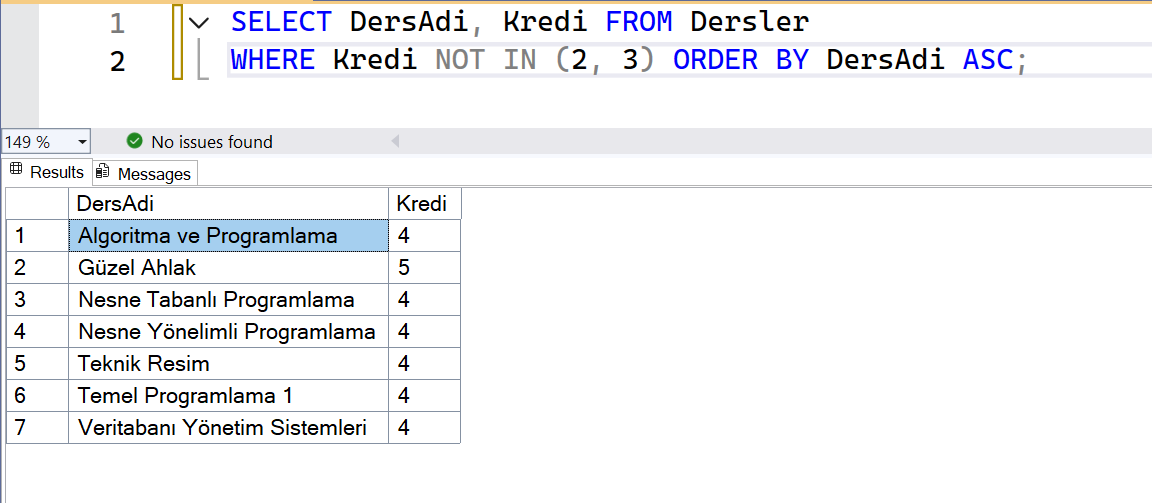 1 SELECT DersAdi, Kredi FROM Dersler
2 WHERE Kredi NOT IN (2, 3) ORDER BY DersAdi ASC;
149 % No issues found
Results Messages
DersAdi Kredi
1 Algoritma ve Programlama 4
2 Güzel Ahlak 5
3 Nesne Tabanlı Programlama 4
4 Nesne Yönelimli Programlama 4
5 Teknik Resim 4
6 Temel Programlama 1 4
7 Veritabanı Yönetim Sistemleri 4